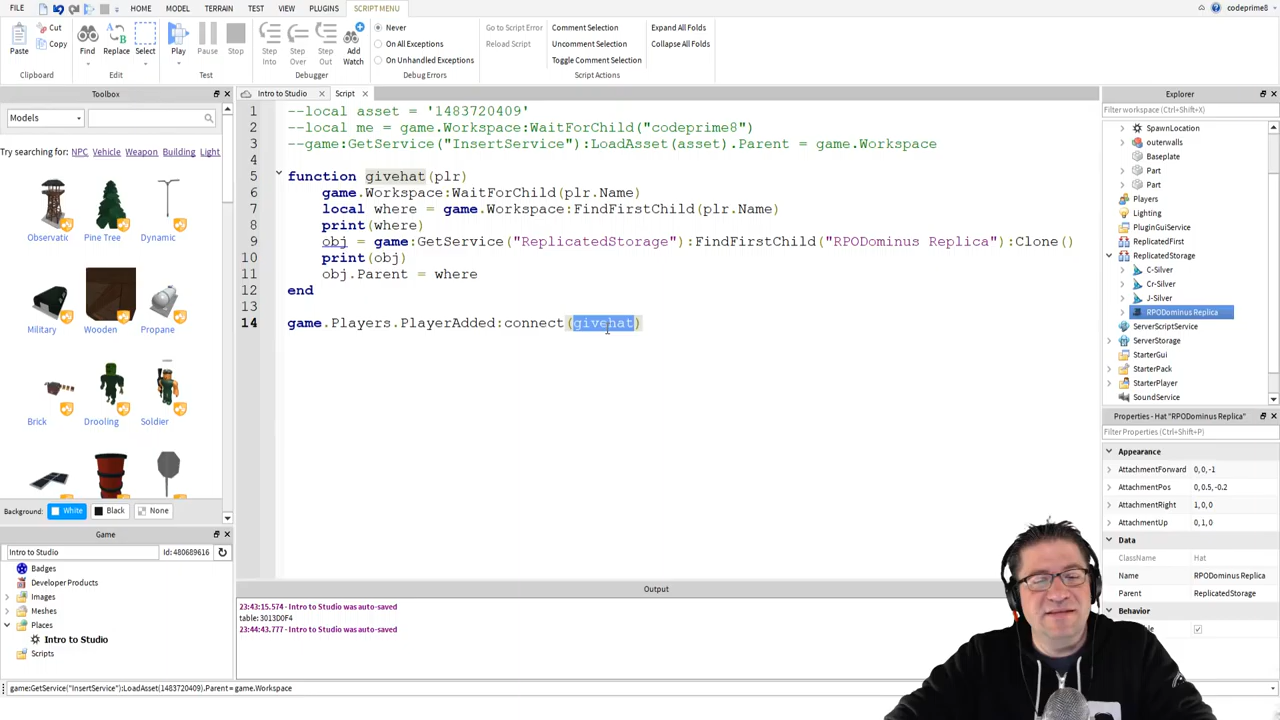 FILE HOME MODEL TERRAIN TEST VIEW PLUGINS SCRIPT MENU codeprime8
Paste Cut Copy Find Replace Select Play Pause Stop Step Into Step Over Step Out Add Watch
Never
On All Exceptions
On Unhandled Exceptions
Go to Script Error
Reload Script
Comment Selection
Uncomment Selection
Toggle Comment Selection
Expand All Folds
Collapse All Folds
Clipboard Edit Test Debugger Debug Errors Script Actions
Toolbox
Models
Try searching for: NPC Vehicle Weapon Building Light
Observatic Pine Tree Dynamic
Military Wooden Propane
Brick Drooling Soldier
Background: White Black None
Game
Intro to Studio Id: 480689616
Badges
Developer Products
Images
Meshes
Places
Intro to Studio
Scripts
Intro to Studio Script
1 --local asset = '1483720409'
2 --local me = game.Workspace:WaitForChild("codeprime8")
3 --game:GetService("InsertService"):LoadAsset(asset).Parent = game.Workspace
4
5 function givehat(plr)
6 game.Workspace:WaitForChild(plr.Name)
7 local where = game.Workspace:FindFirstChild(plr.Name)
8 print(where)
9 obj = game:GetService("ReplicatedStorage"):FindFirstChild("RPODominus Replica"):Clone()
10 print(obj)
11 obj.Parent = where
12 end
13
14 game.Players.PlayerAdded:connect(givehat)
Output
23:43:15.574 - Intro to Studio was auto-saved
table: 3013D0F4
23:44:43.777 - Intro to Studio was auto-saved
Explorer
Filter workspace (Ctrl+Shift+X)
SpawnLocation
outerwalls
Baseplate
Part
Part
Players
Lighting
PluginGuiService
ReplicatedFirst
ReplicatedStorage
C-Silver
Cr-Silver
J-Silver
RPODominus Replica
ServerScriptService
ServerStorage
StarterGui
StarterPack
StarterPlayer
SoundService
Properties - Hat "RPODominus Replica"
Filter Properties (Ctrl+Shift+P)
Appearance
AttachmentForward 0, 0, -1
AttachmentPos 0, 0.5, -0.2
AttachmentRight 1, 0, 0
AttachmentUp 0, 1, 0
Data
ClassName Hat
Name RPODominus Replica
Parent ReplicatedStorage
Behavior
game:GetService("InsertService"):LoadAsset(1483720409).Parent = game.Workspace